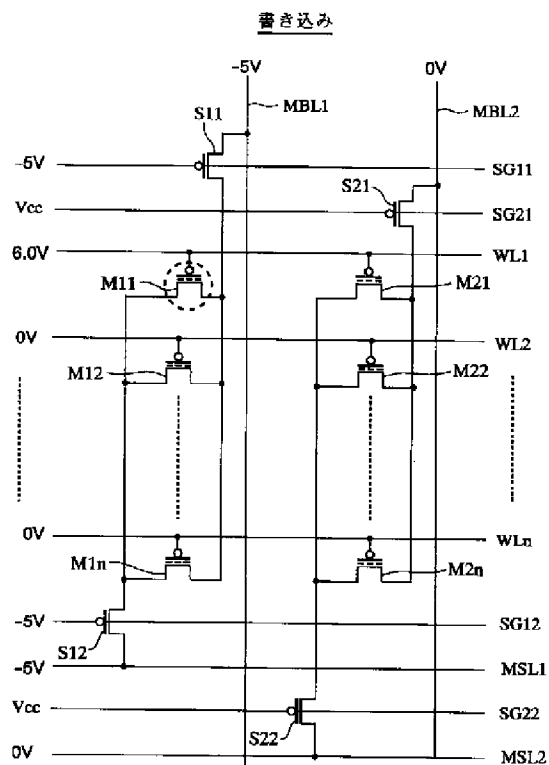 書き込み
-5V
0V
MBL1
MBL2
S11
-5V
SG11
S21
Vcc
SG21
6.0V
WL1
M11
M21
0V
WL2
M12
M22
0V
WLn
M1n
M2n
-5V
SG12
S12
-5V
MSL1
Vcc
SG22
S22
0V
MSL2